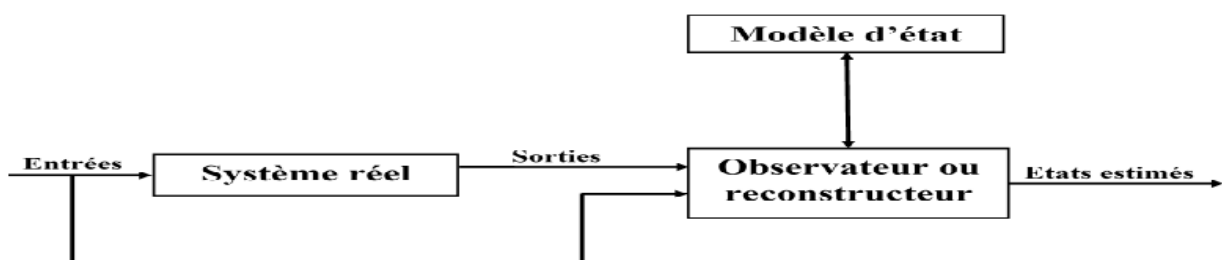 Modèle d'état
Entrées
Système réel
Sorties
Observateur ou
reconstructeur
Etats estimés